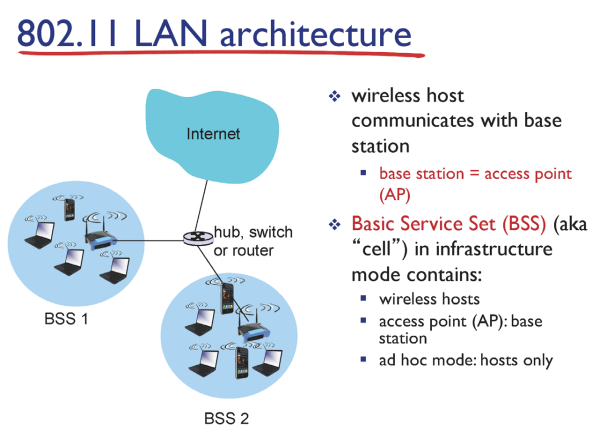 802.11 LAN architecture
Internet
hub, switch
or router
BSS 1
BSS 2
❖ wireless host
communicates with base
station
▪ base station = access point
(AP)
❖ Basic Service Set (BSS) (aka
“cell”) in infrastructure
mode contains:
▪ wireless hosts
▪ access point (AP): base
station
▪ ad hoc mode: hosts only